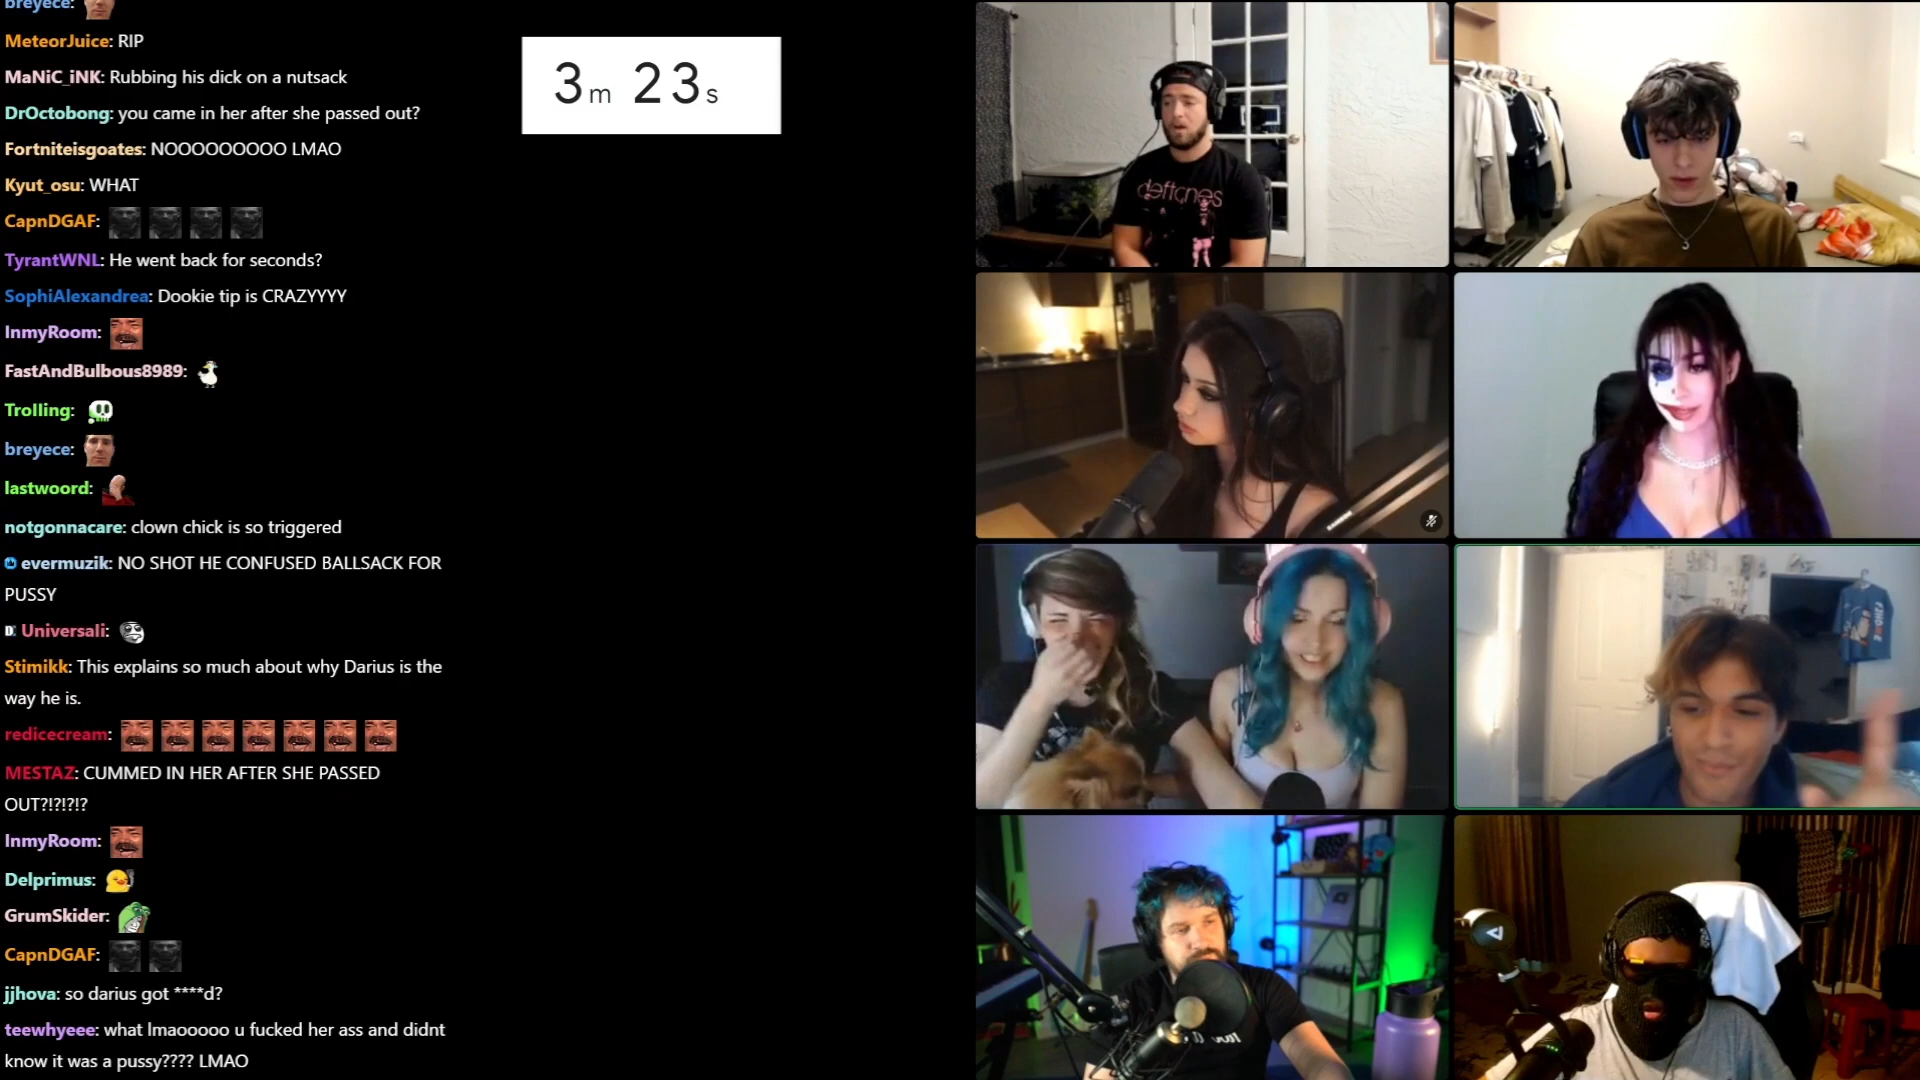 breyece:
MeteorJuice: RIP
MaNiC_iNK: Rubbing his dick on a nutsack
DrOctobong: you came in her after she passed out?
Fortniteisgoates: NOOOOOOOOO LMAO
Kyut_osu: WHAT
CapnDGAF:
TyrantWNL: He went back for seconds?
SophiAlexandrea: Dookie tip is CRAZYYYY
InmyRoom:
FastAndBulbous8989:
Trolling:
breyece:
lastwoord:
notgonnacare: clown chick is so triggered
evermuzik: NO SHOT HE CONFUSED BALLSACK FOR
PUSSY
Universali:
Stimikk: This explains so much about why Darius is the
way he is.
redicecream:
MESTAZ: CUMMED IN HER AFTER SHE PASSED
OUT?!?!?!?
InmyRoom:
Delprimus:
GrumSkider:
CapnDGAF:
jjhova: so darius got ****d?
teewhyeee: what lmaooooo u fucked her ass and didnt
know it was a pussy???? LMAO
3m 23s
deftones